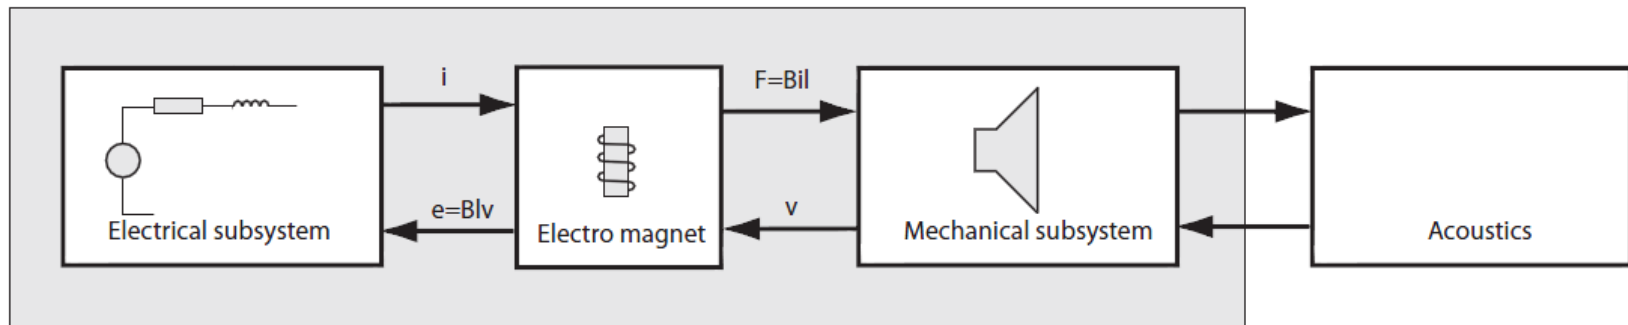 i
F=Bil
e=Blv
v
Electrical subsystem
Electro magnet
Mechanical subsystem
Acoustics